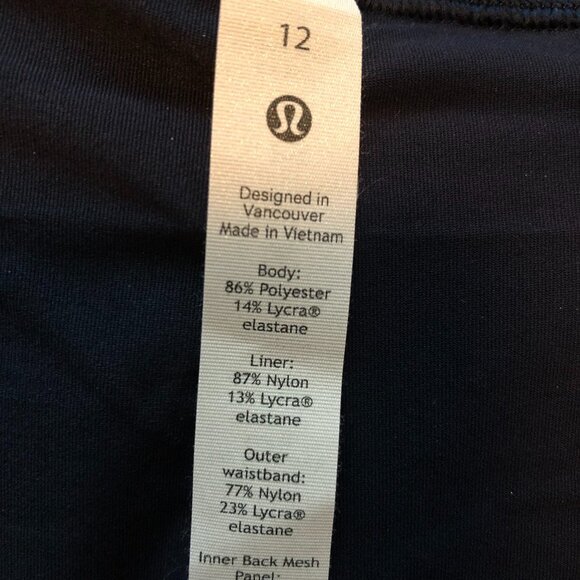 12
Designed in
Vancouver
Made in Vietnam
Body:
86% Polyester
14% Lycra®
elastane
Liner:
87% Nylon
13% Lycra®
elastane
Outer
waistband:
77% Nylon
23% Lycra®
elastane
Inner Back Mesh
Panel: